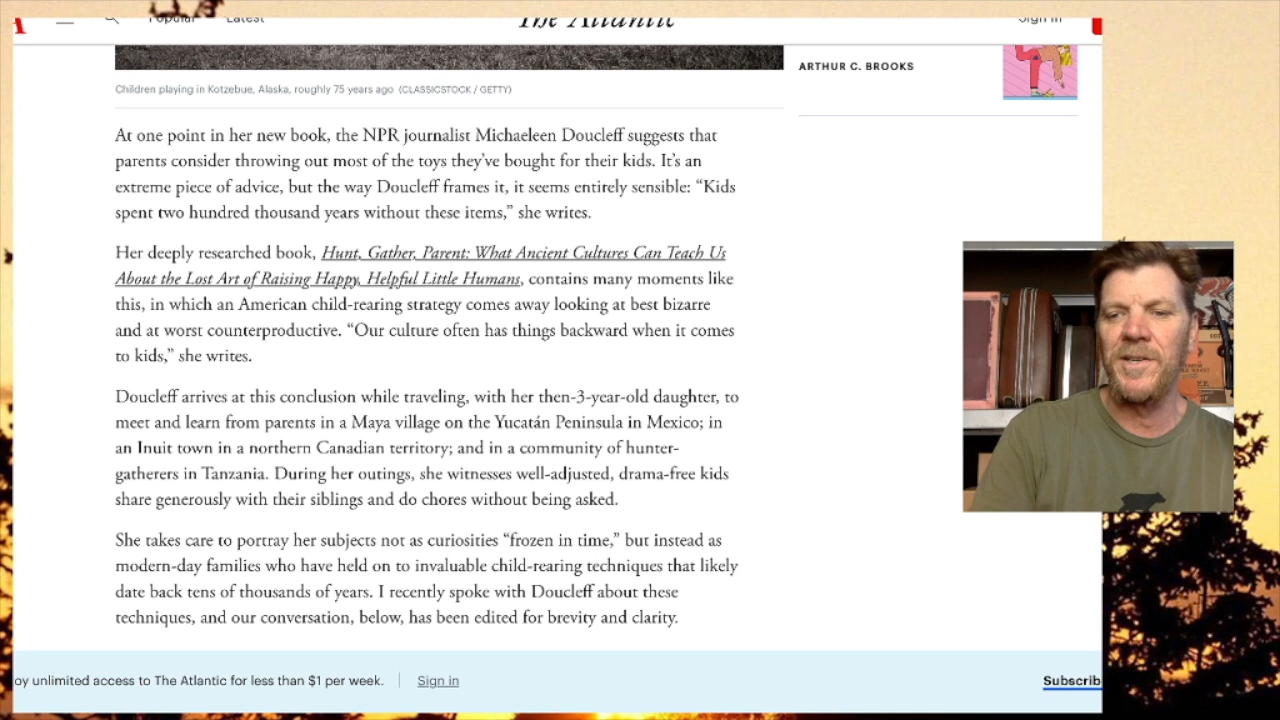 Popular Latest The Atlantic Sign In
ARTHUR C. BROOKS
Children playing in Kotzebue, Alaska, roughly 75 years ago (CLASSICSTOCK / GETTY)
At one point in her new book, the NPR journalist Michaeleen Doucleff suggests that
parents consider throwing out most of the toys they’ve bought for their kids. It’s an
extreme piece of advice, but the way Doucleff frames it, it seems entirely sensible: “Kids
spent two hundred thousand years without these items,” she writes.
Her deeply researched book, Hunt, Gather, Parent: What Ancient Cultures Can Teach Us
About the Lost Art of Raising Happy, Helpful Little Humans, contains many moments like
this, in which an American child-rearing strategy comes away looking at best bizarre
and at worst counterproductive. “Our culture often has things backward when it comes
to kids,” she writes.
Doucleff arrives at this conclusion while traveling, with her then-3-year-old daughter, to
meet and learn from parents in a Maya village on the Yucatán Peninsula in Mexico; in
an Inuit town in a northern Canadian territory; and in a community of hunter-
gatherers in Tanzania. During her outings, she witnesses well-adjusted, drama-free kids
share generously with their siblings and do chores without being asked.
She takes care to portray her subjects not as curiosities “frozen in time,” but instead as
modern-day families who have held on to invaluable child-rearing techniques that likely
date back tens of thousands of years. I recently spoke with Doucleff about these
techniques, and our conversation, below, has been edited for brevity and clarity.
oy unlimited access to The Atlantic for less than $1 per week. Sign in Subscrib